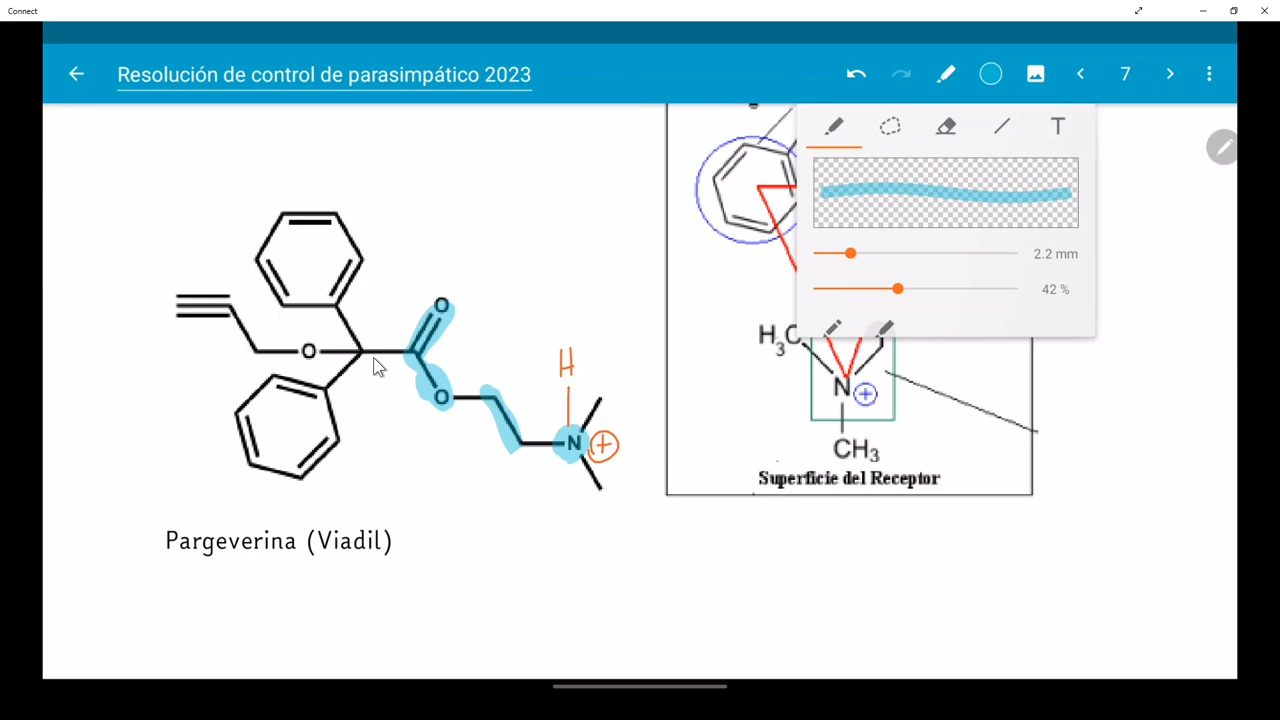 Connect
Resolución de control de parasimpático 2023
7
T
2.2 mm
42 %
O
O
O
H
N +
H3C
N +
CH3
Superficie del Receptor
Pargeverina (Viadil)